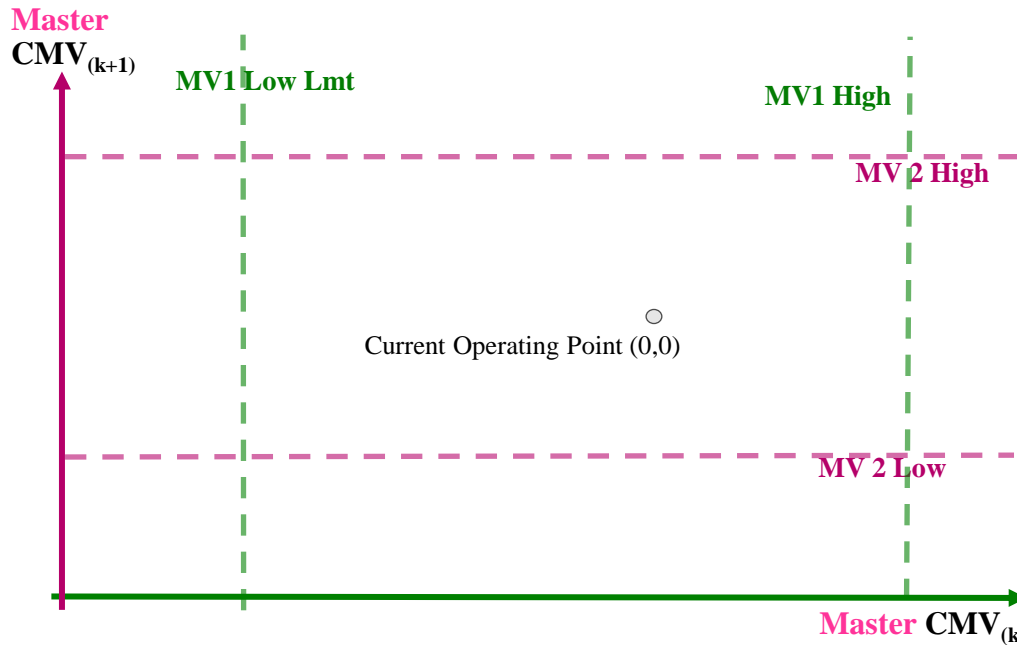 Master
CMV(k+1)
MV1 Low Lmt
MV1 High
MV 2 High
Current Operating Point (0,0)
MV 2 Low
Master CMV(k